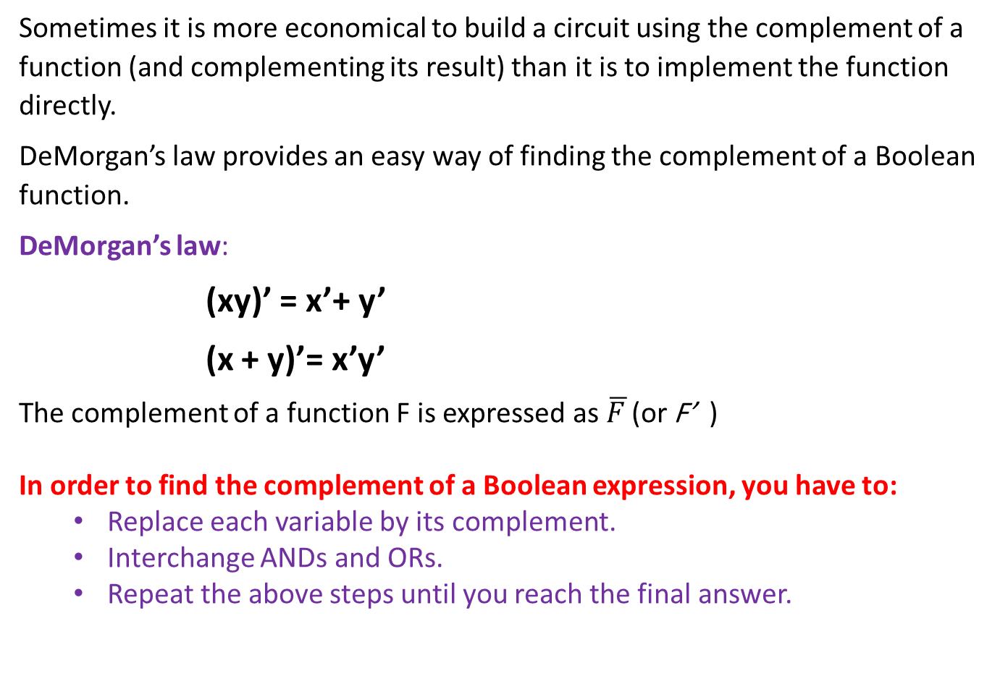 Sometimes it is more economical to build a circuit using the complement of a
function (and complementing its result) than it is to implement the function
directly.
DeMorgan’s law provides an easy way of finding the complement of a Boolean
function.
DeMorgan’s law:
(xy)’ = x’+ y’
(x + y)’= x’y’
The complement of a function F is expressed as F̅ (or F’ )
In order to find the complement of a Boolean expression, you have to:
• Replace each variable by its complement.
• Interchange ANDs and ORs.
• Repeat the above steps until you reach the final answer.